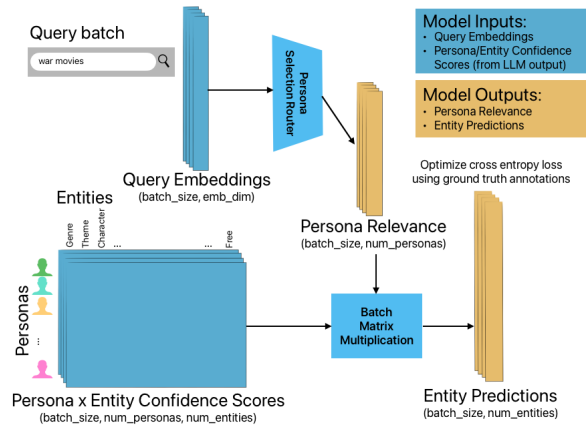 Query batch
war movies
Persona
Selection Router
Model Inputs:
• Query Embeddings
• Persona/Entity Confidence
Scores (from LLM output)
Model Outputs:
• Persona Relevance
• Entity Predictions
Optimize cross entropy loss
using ground truth annotations
Query Embeddings
(batch_size, emb_dim)
Persona Relevance
(batch_size, num_personas)
Entities
Genre
Theme
Character
...
...
Free
Personas
...
Batch
Matrix
Multiplication
Persona x Entity Confidence Scores
(batch_size, num_personas, num_entities)
Entity Predictions
(batch_size, num_entities)